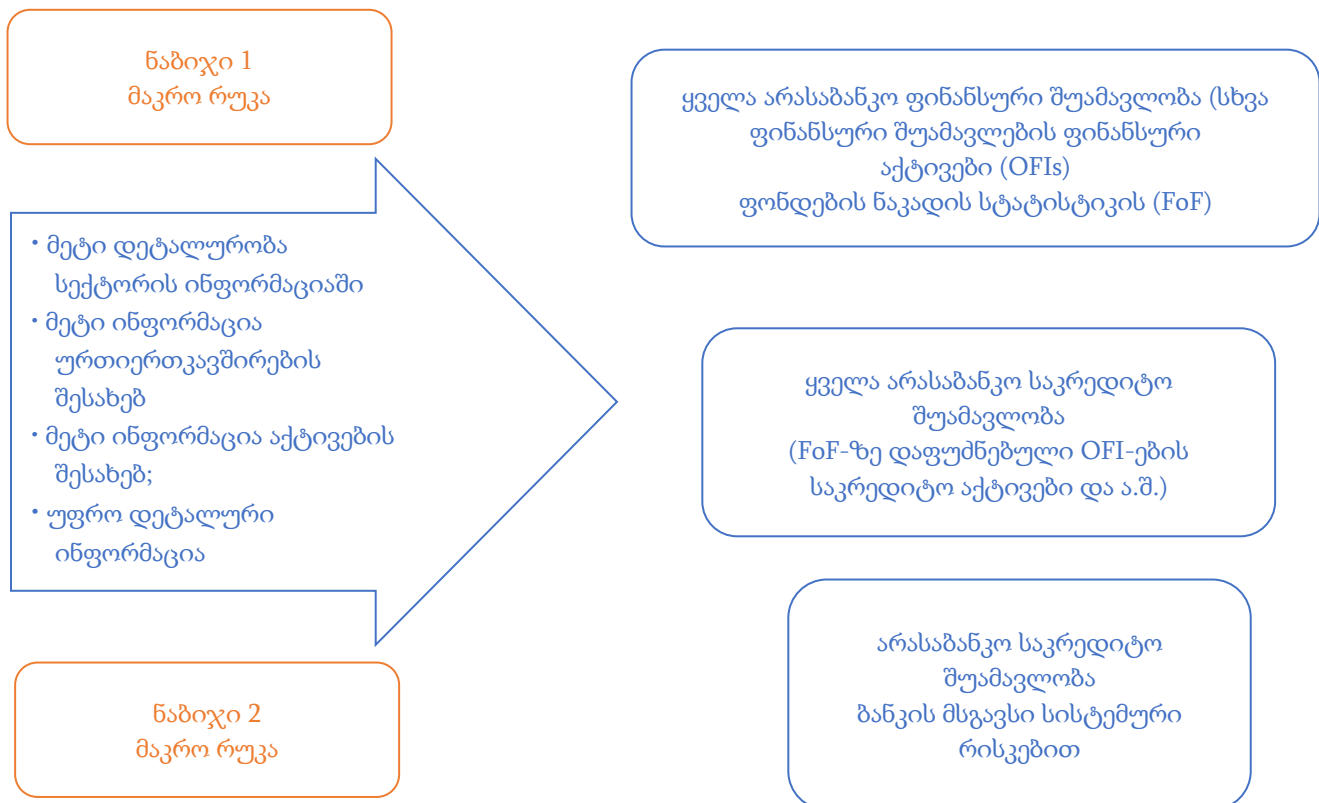 ნაბიჯი 1
მაკრო რუკა
ყველა არასაბანკო ფინანსური შუამავლობა (სხვა
ფინანსური შუამავლების ფინანსური
აქტივები (OFIs)
ფონდების ნაკადის სტატისტიკის (FoF)
· მეტი დეტალურობა
სექტორის ინფორმაციაში
· მეტი ინფორმაცია
ურთიერთკავშირების
შესახებ
· მეტი ინფორმაცია აქტივების
შესახებ;
· უფრო დეტალური
ინფორმაცია
ყველა არასაბანკო საკრედიტო
შუამავლობა
(FoF-ზე დაფუძნებული OFI-ების
საკრედიტო აქტივები და ა.შ.)
ნაბიჯი 2
მაკრო რუკა
არასაბანკო საკრედიტო
შუამავლობა
ბანკის მსგავსი სისტემური
რისკებით